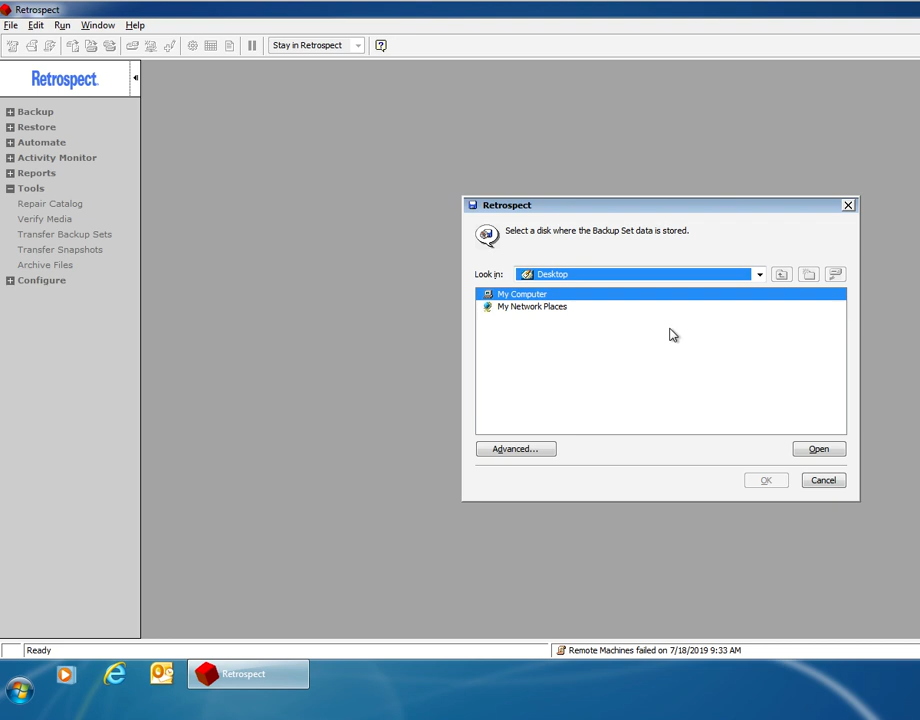 Retrospect
File Edit Run Window Help
Stay in Retrospect
Retrospect
Backup
Restore
Automate
Activity Monitor
Reports
Tools
Repair Catalog
Verify Media
Transfer Backup Sets
Transfer Snapshots
Archive Files
Configure
Retrospect
Select a disk where the Backup Set data is stored.
Look in: Desktop
My Computer
My Network Places
Advanced... Open
OK Cancel
Ready Remote Machines failed on 7/18/2019 9:33 AM
Retrospect